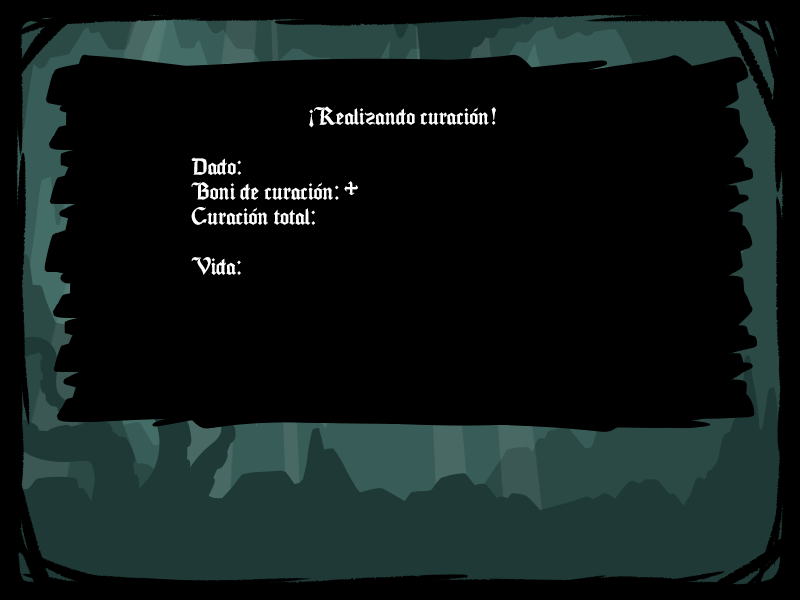 ¡Realizando curación!
Dado:
Boni de curación: +
Curación total:
Vida: